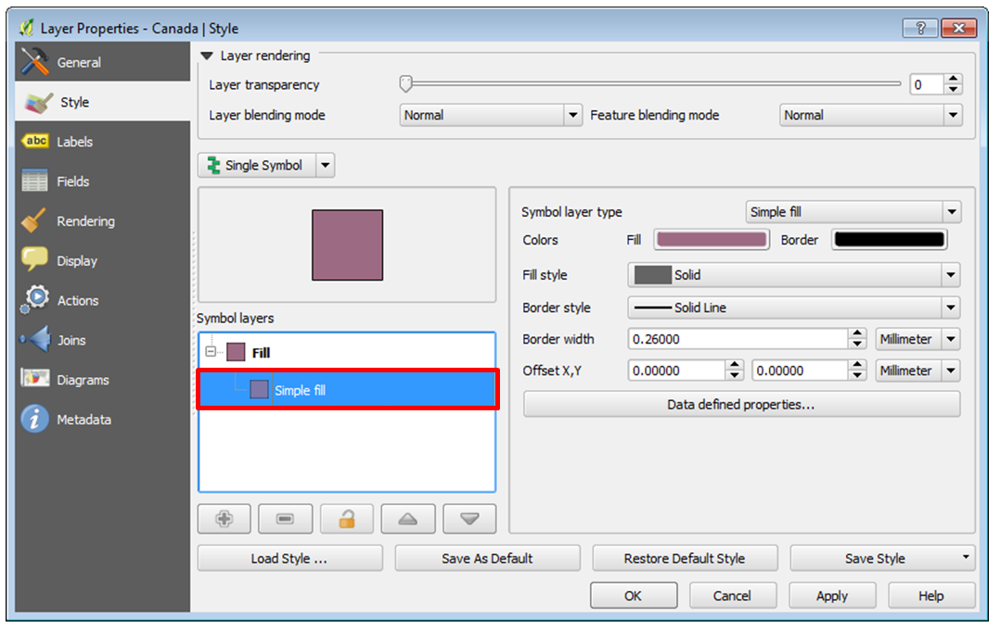 Layer Properties - Canada | Style
General
Style
abc Labels
Fields
Rendering
Display
Actions
Joins
Diagrams
i Metadata
Layer rendering
Layer transparency 0
Layer blending mode Normal Feature blending mode Normal
Single Symbol
Symbol layers
Fill
Simple fill
Symbol layer type Simple fill
Colors Fill Border
Fill style Solid
Border style Solid Line
Border width 0.26000 Millimeter
Offset X,Y 0.00000 0.00000 Millimeter
Data defined properties...
Load Style ... Save As Default Restore Default Style Save Style
OK Cancel Apply Help